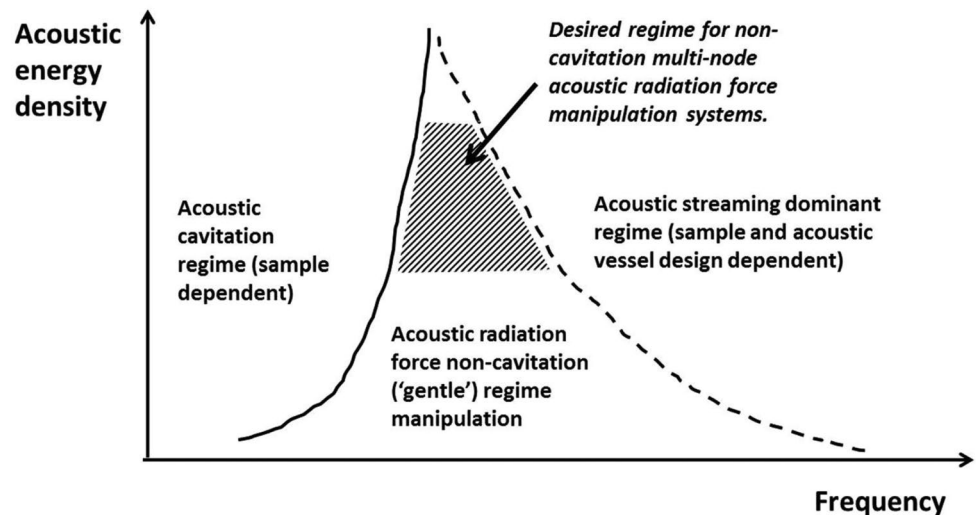 Acoustic
energy
density
Desired regime for non-
cavitation multi-node
acoustic radiation force
manipulation systems.
Acoustic
cavitation
regime (sample
dependent)
Acoustic streaming dominant
regime (sample and acoustic
vessel design dependent)
Acoustic radiation
force non-cavitation
(‘gentle’) regime
manipulation
Frequency